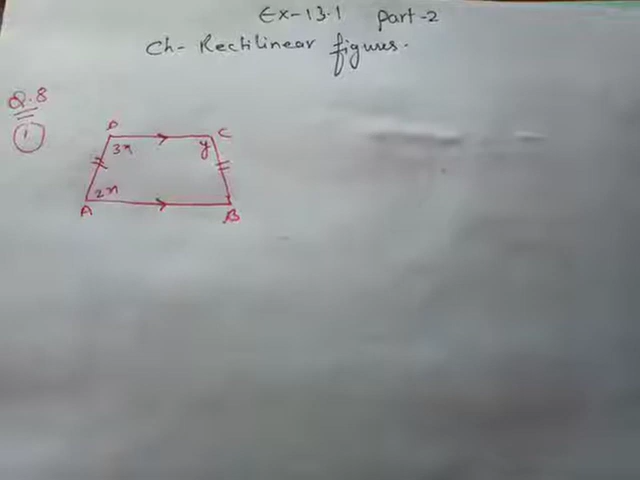 Ex-13.1 part-2
Ch- Rectilinear figures.
Q.8
1
D C
3x y
2x
A B